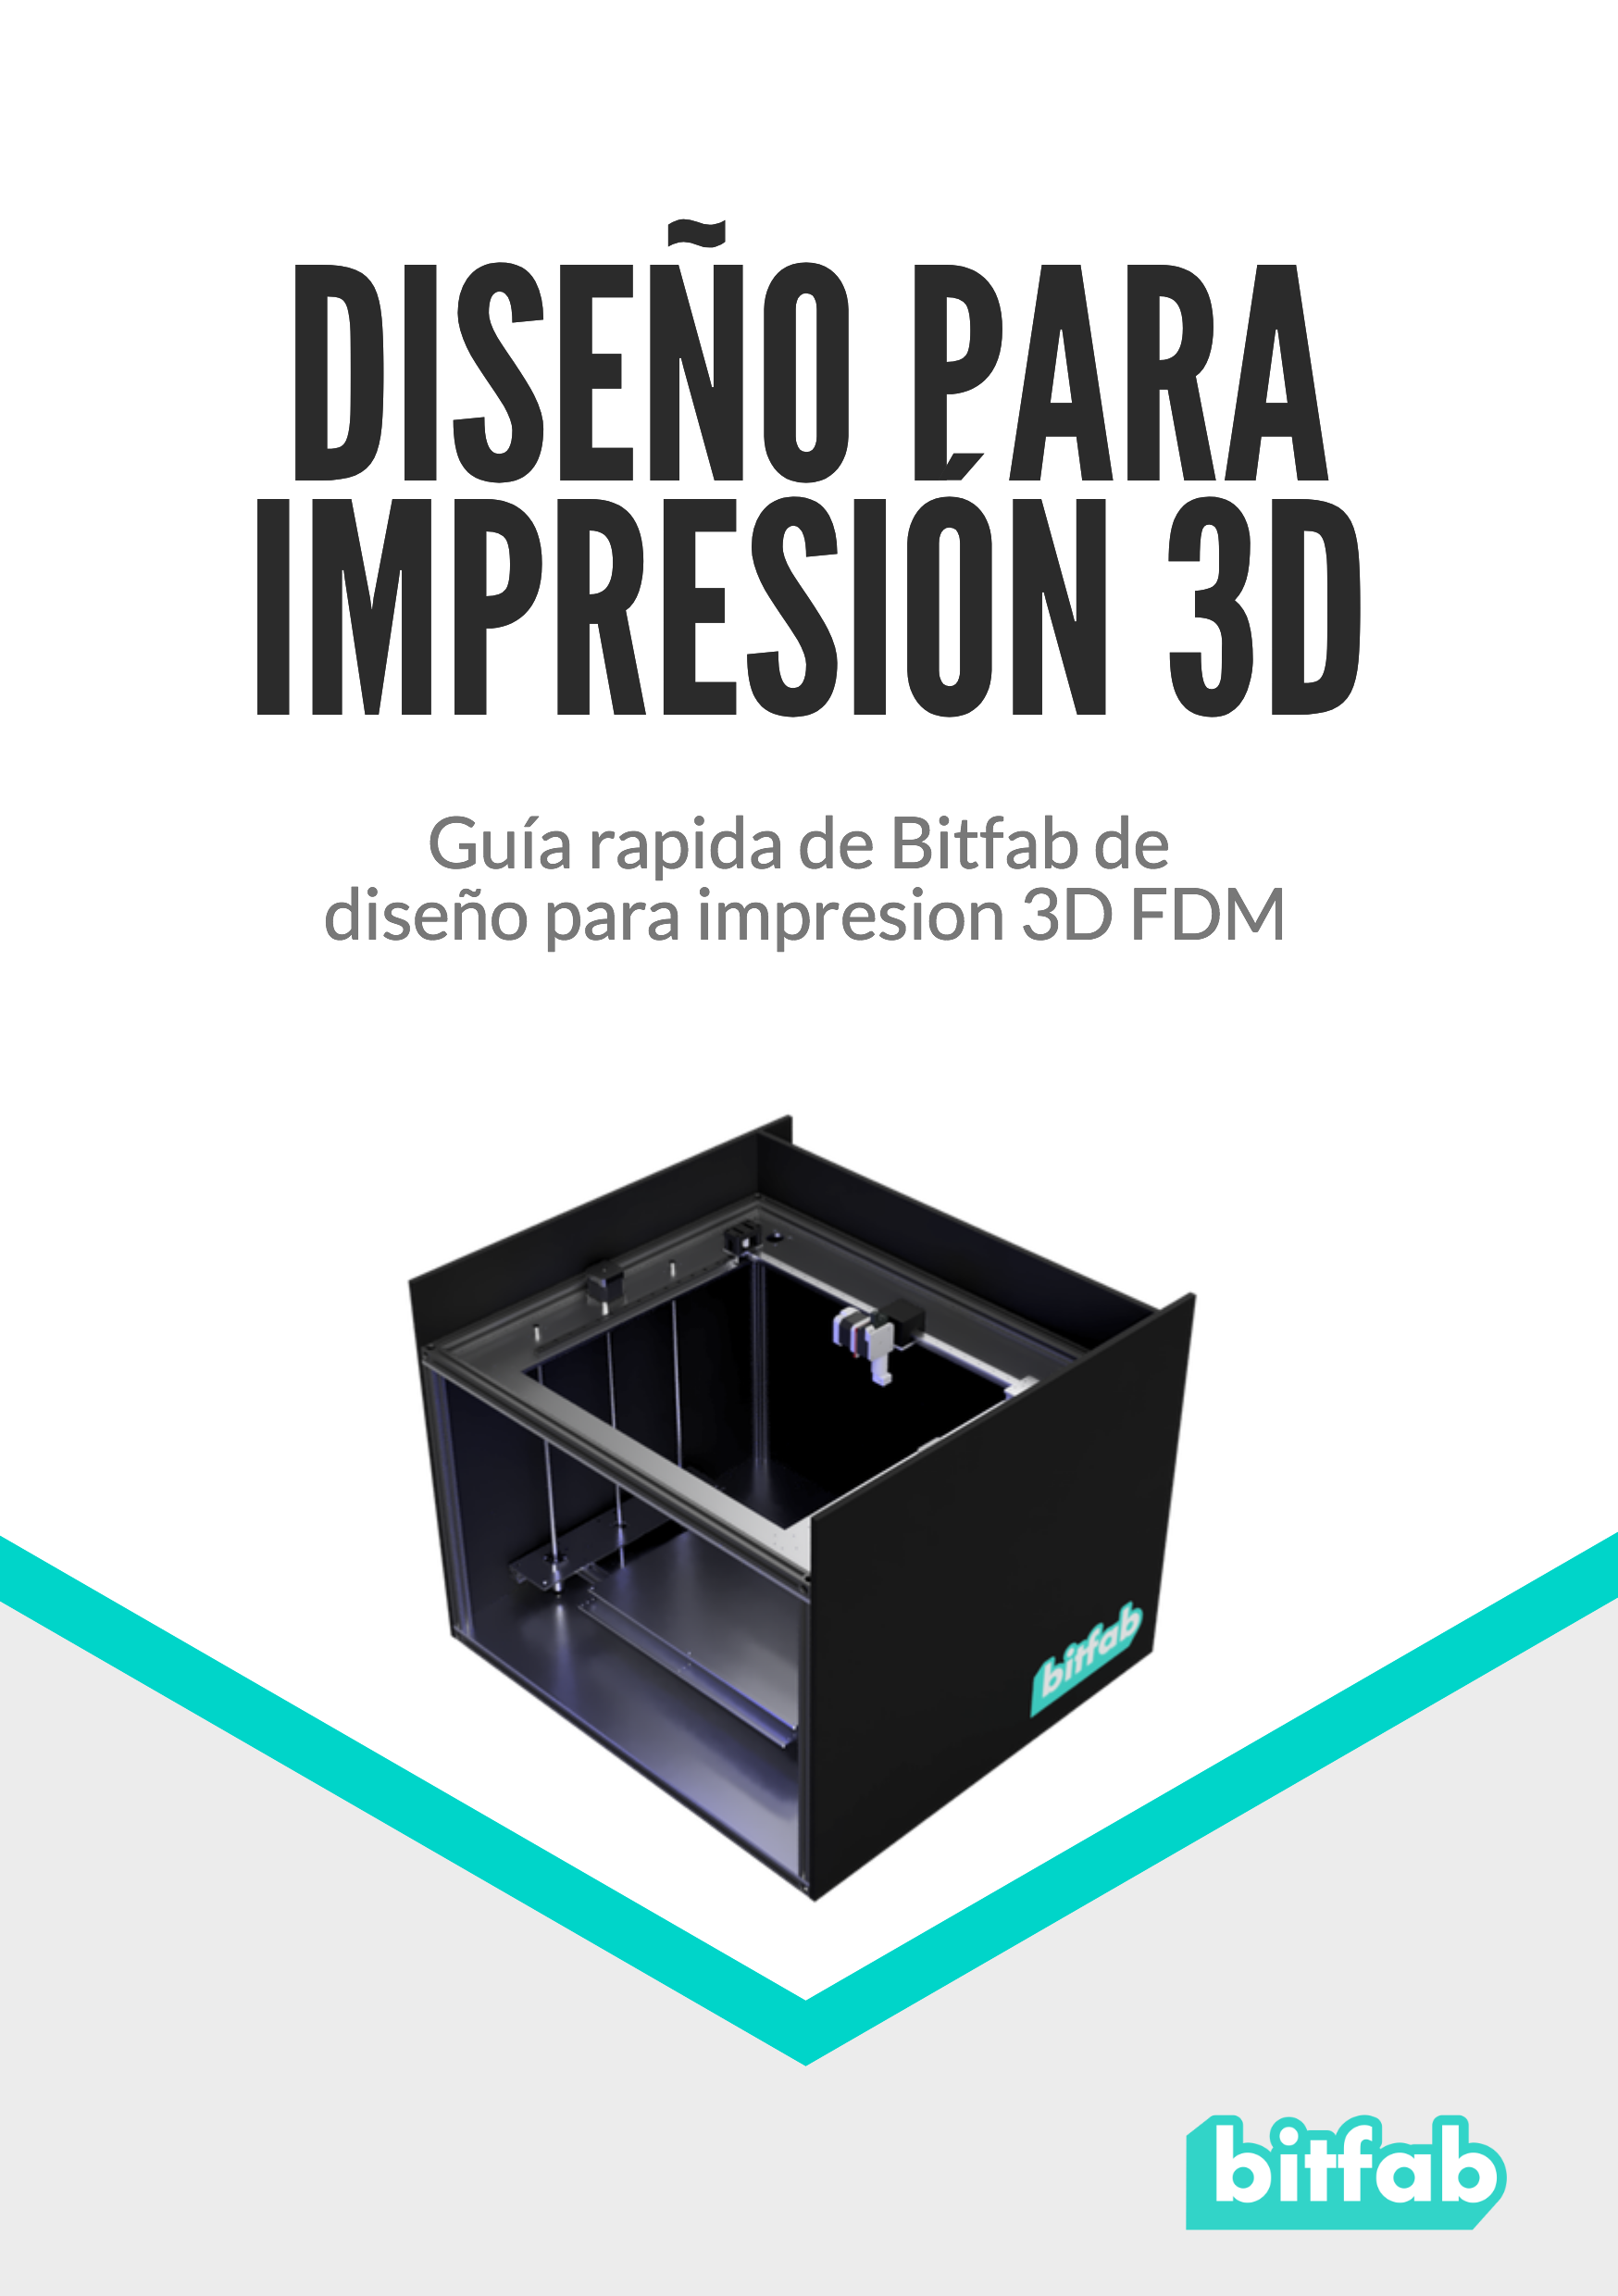 DISEÑO PARA
IMPRESIÓN 3D
Guía rapida de Bitfab de
diseño para impresion 3D FDM
bitfab
bitfab